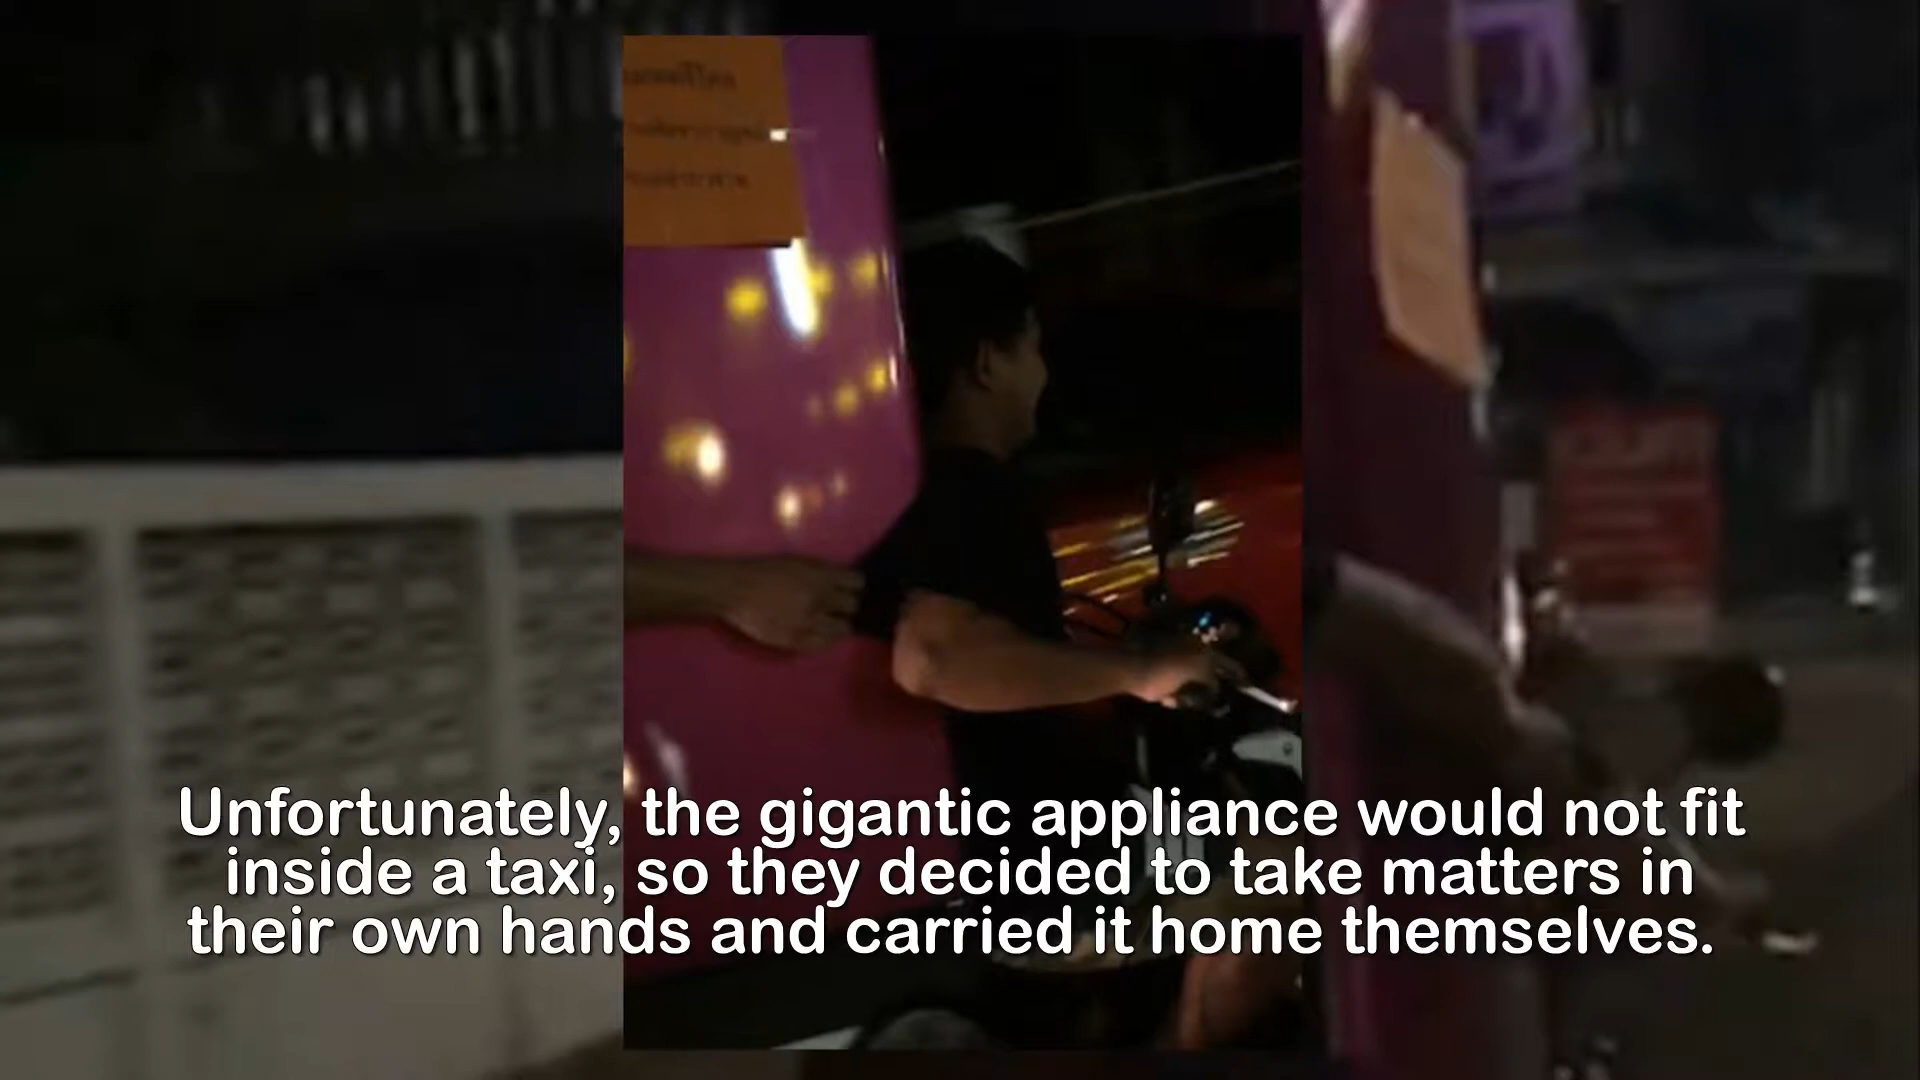 Unfortunately, the gigantic appliance would not fit
inside a taxi, so they decided to take matters in
their own hands and carried it home themselves.